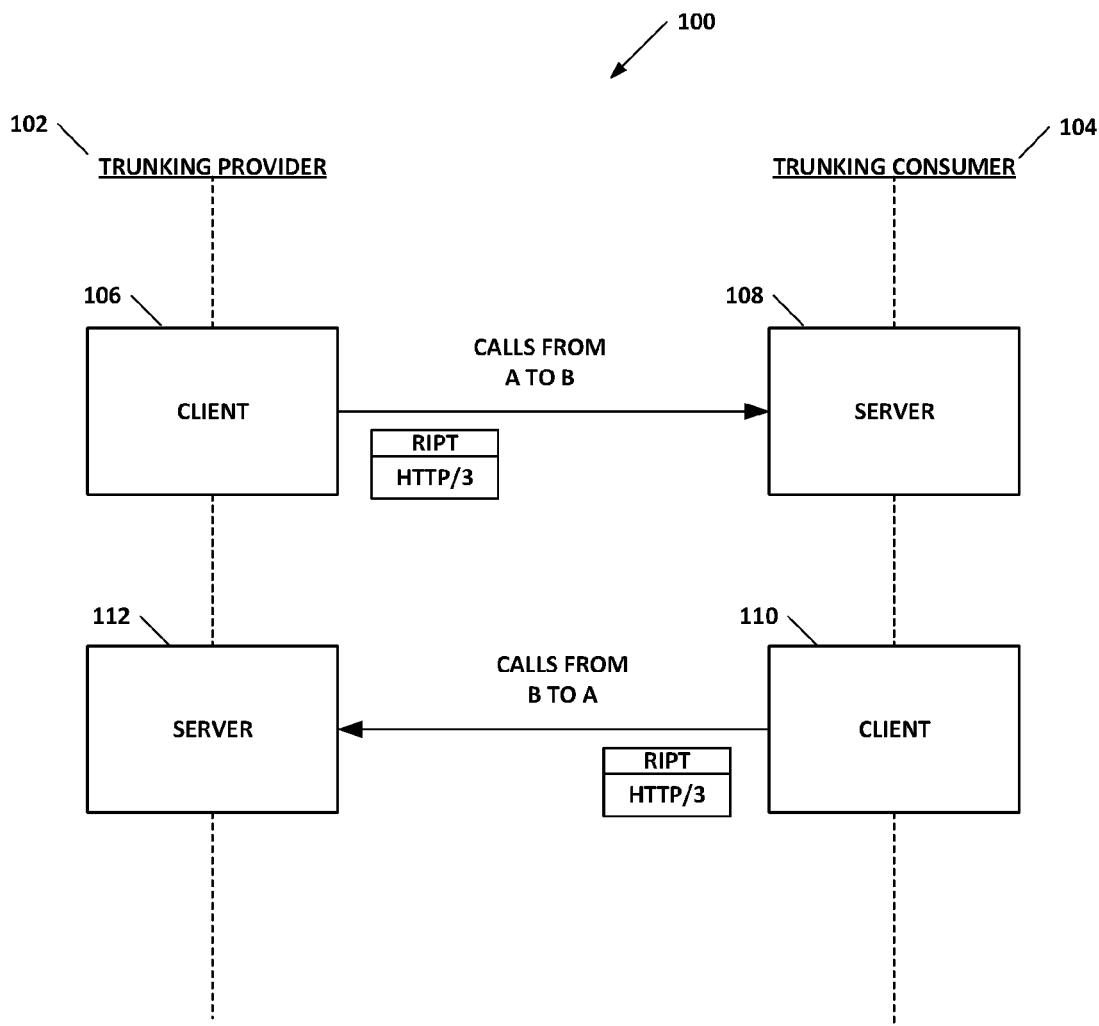 100
102
104
TRUNKING PROVIDER
TRUNKING CONSUMER
106
108
CALLS FROM
A TO B
CLIENT
SERVER
RIPT
HTTP/3
112
110
CALLS FROM
B TO A
SERVER
CLIENT
RIPT
HTTP/3